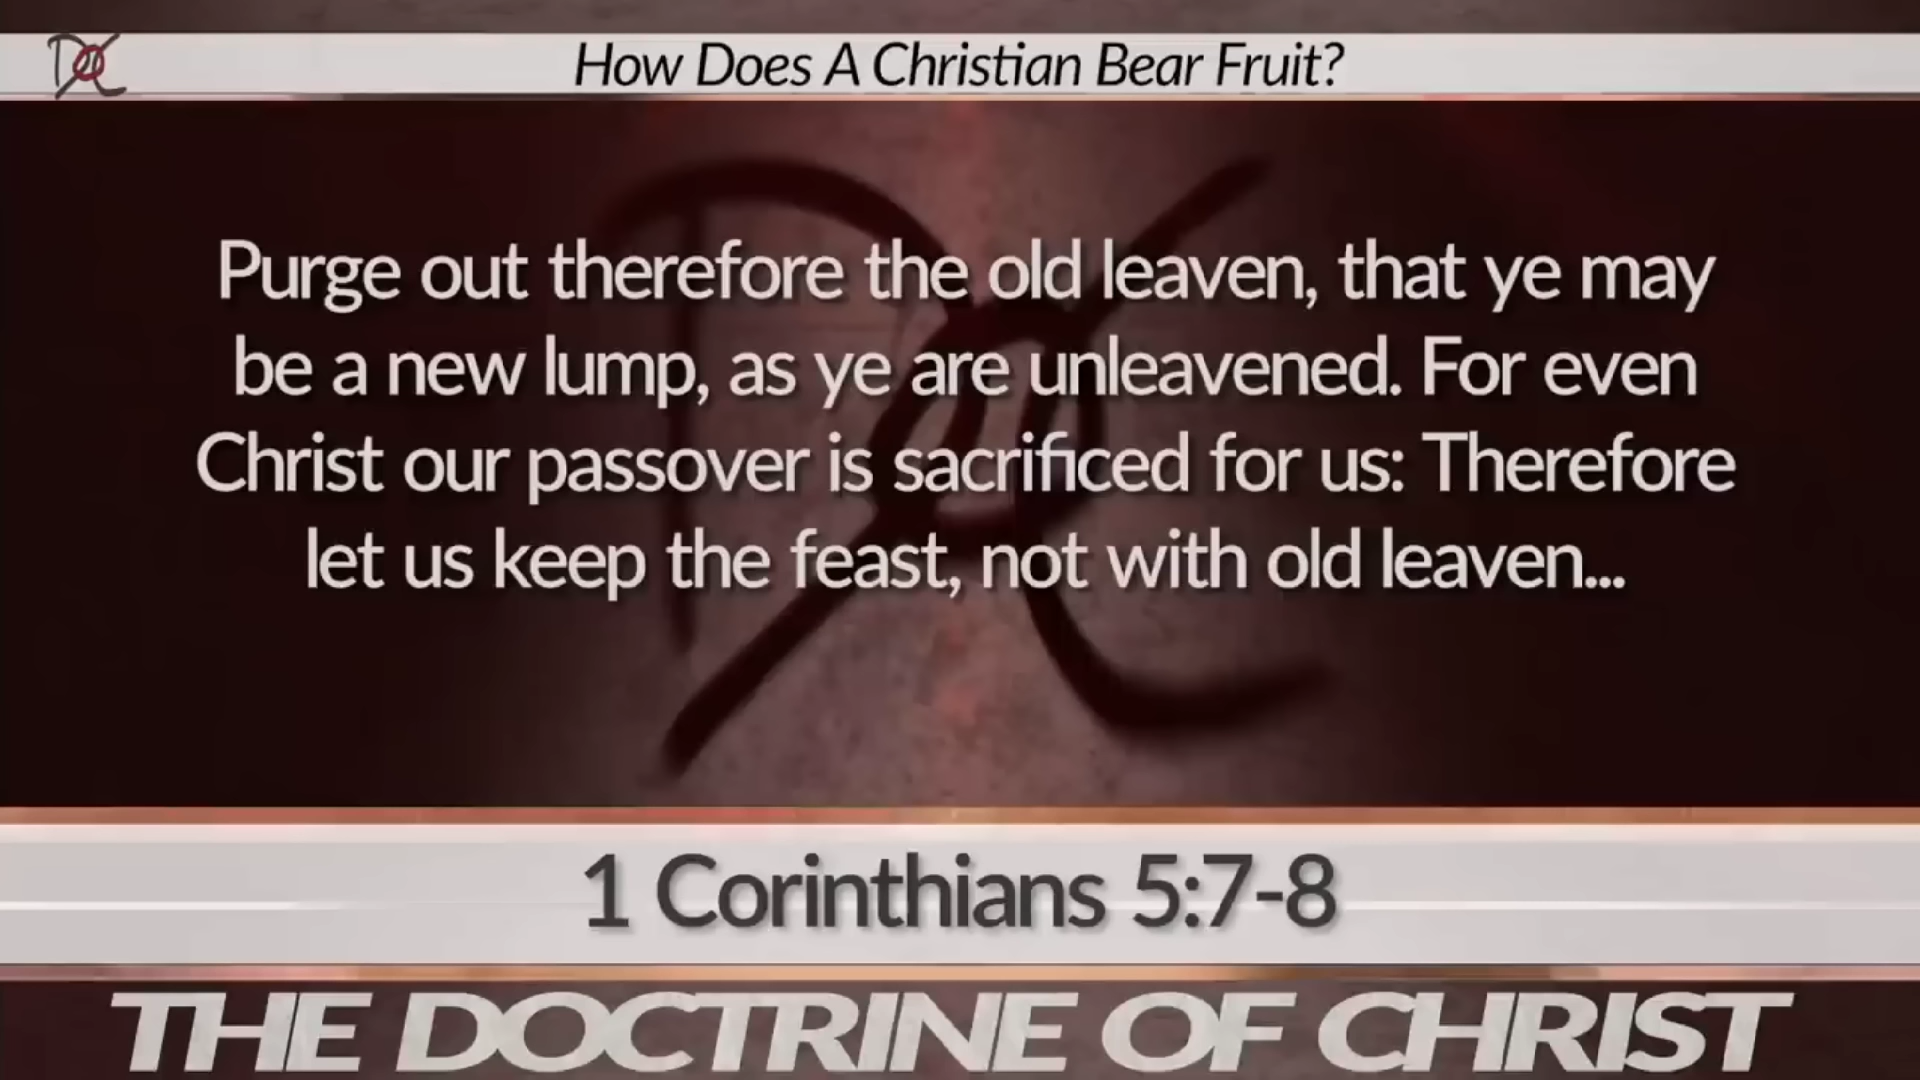 How Does A Christian Bear Fruit?
Purge out therefore the old leaven, that ye may
be a new lump, as ye are unleavened. For even
Christ our passover is sacrificed for us: Therefore
let us keep the feast, not with old leaven...
1 Corinthians 5:7-8
THE DOCTRINE OF CHRIST